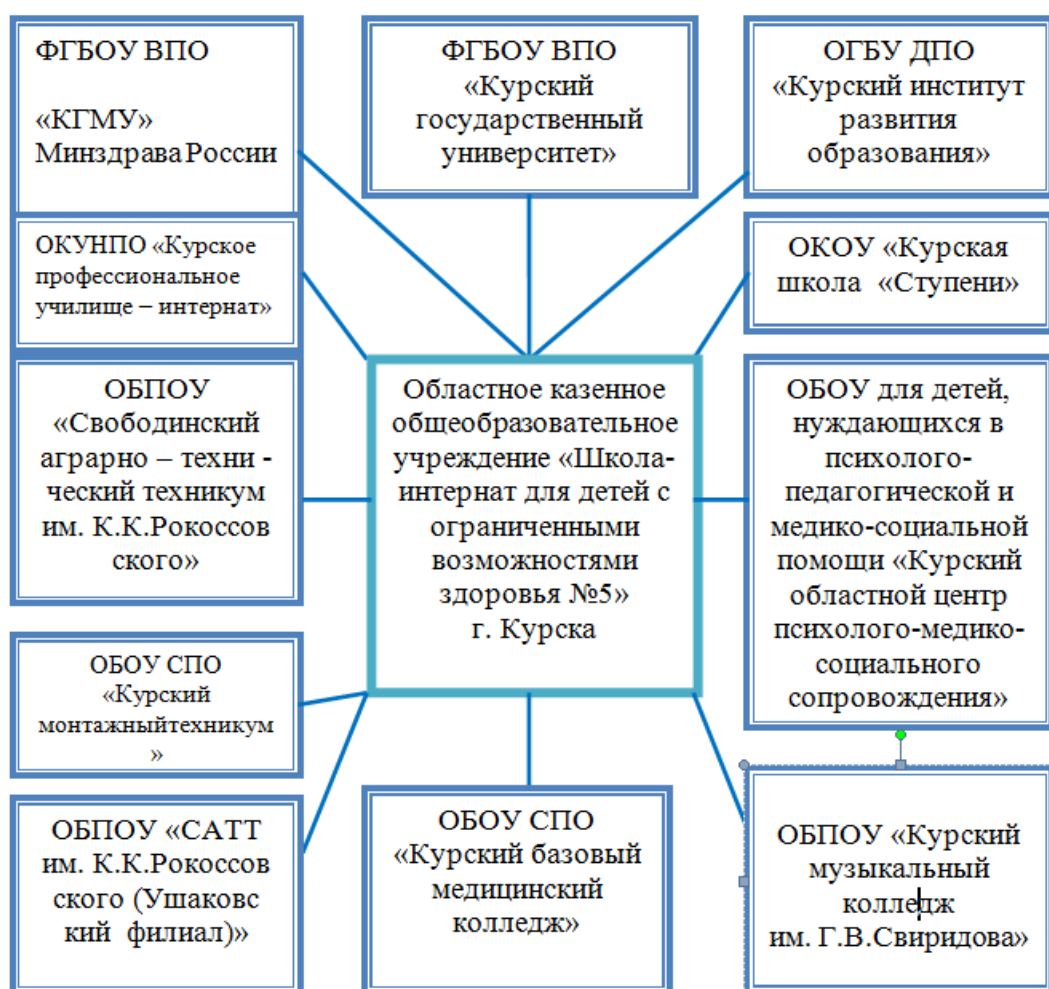 ФГБОУ ВПО
«КГМУ»
Минздрава России
ФГБОУ ВПО
«Курский
государственный
университет»
ОГБУ ДПО
«Курский институт
развития
образования»
ОКУНПО «Курское
профессиональное
училище – интернат»
ОКОУ «Курская
школа «Ступени»
ОБПОУ
«Свободинский
аграрно – техни -
ческий техникум
им. К.К.Рокоссов
ского»
Областное казенное
общеобразовательное
учреждение «Школа-
интернат для детей с
ограниченными
возможностями
здоровья №5»
г. Курска
ОБОУ для детей,
нуждающихся в
психолого-
педагогической и
медико-социальной
помощи «Курский
областной центр
психолого-медико-
социального
сопровождения»
ОБОУ СПО
«Курский
монтажныйтехникум
»
ОБПОУ «САТТ
им. К.К.Рокоссов
ского (Ушаковс
кий филиал)»
ОБОУ СПО
«Курский базовый
медицинский
колледж»
ОБПОУ «Курский
музыкальный
колледж
им. Г.В.Свиридова»